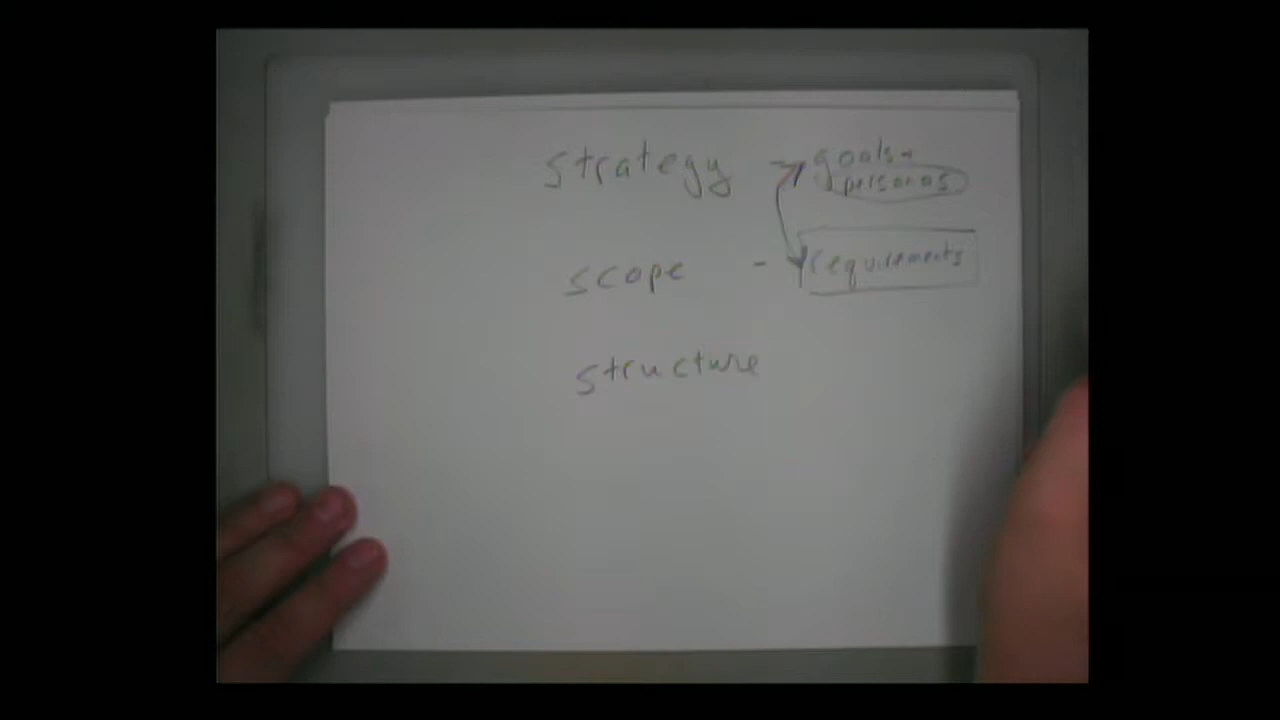 strategy → goals +
personas
scope - requirements
structure